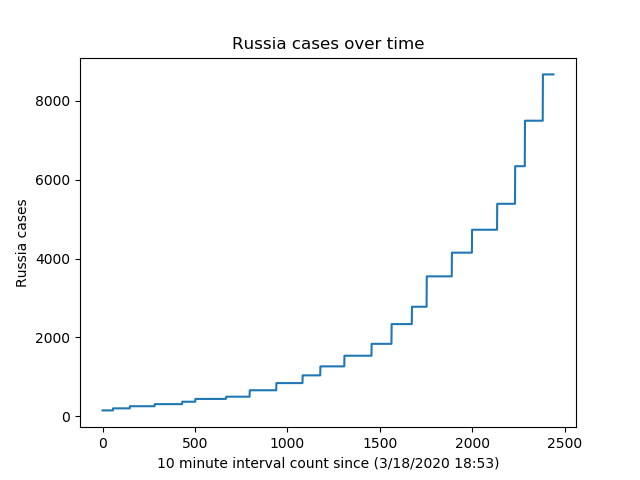 Russia cases over time
Russia cases
8000
6000
4000
2000
0
0 500 1000 1500 2000 2500
10 minute interval count since (3/18/2020 18:53)